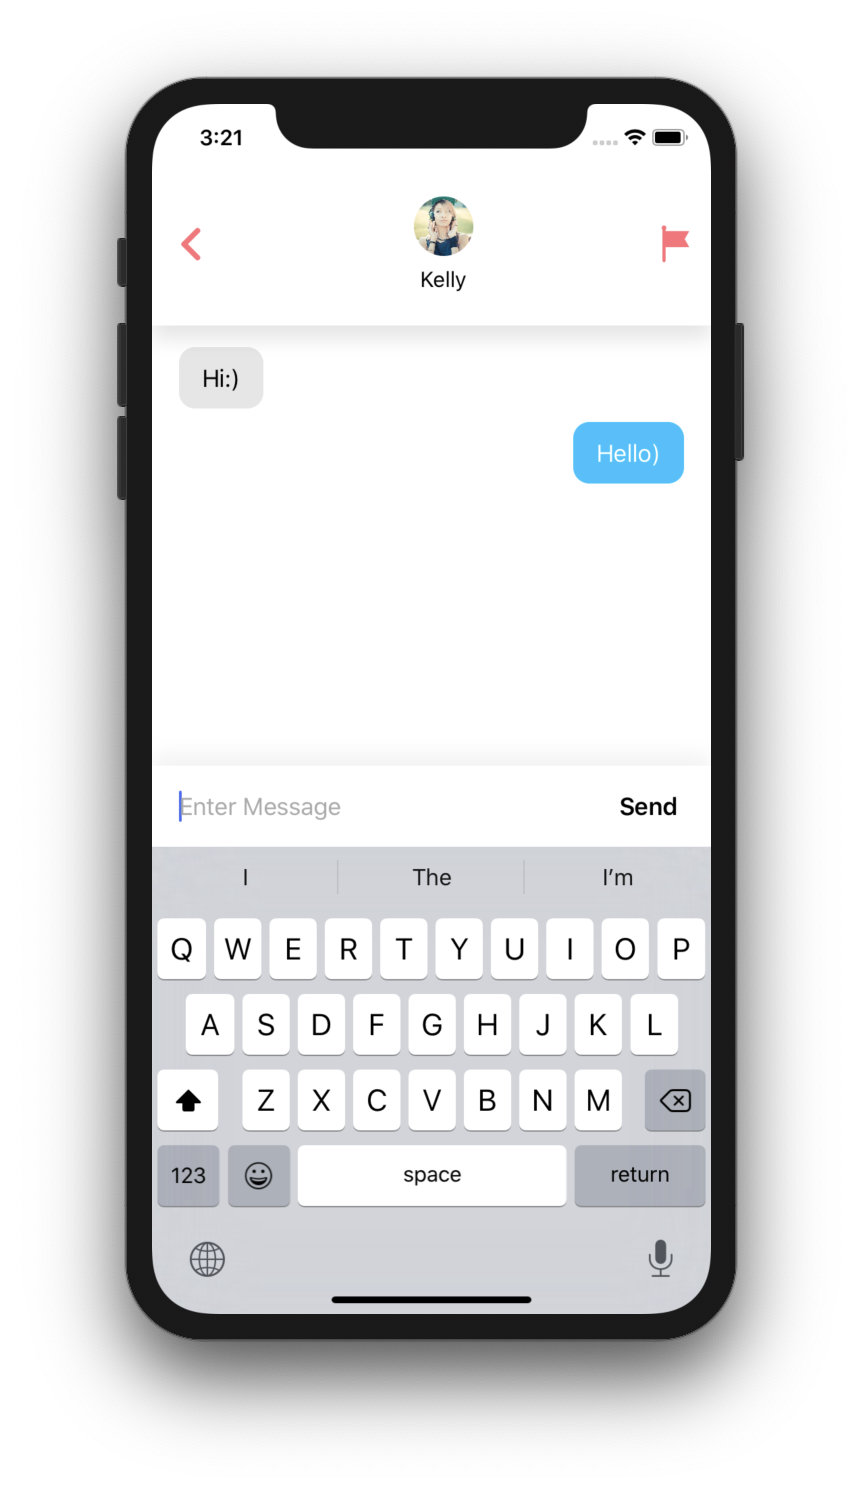 3:21
Kelly
Hi:)
Hello)
Enter Message Send
I The I’m
Q W E R T Y U I O P
A S D F G H J K L
Z X C V B N M
123 space return